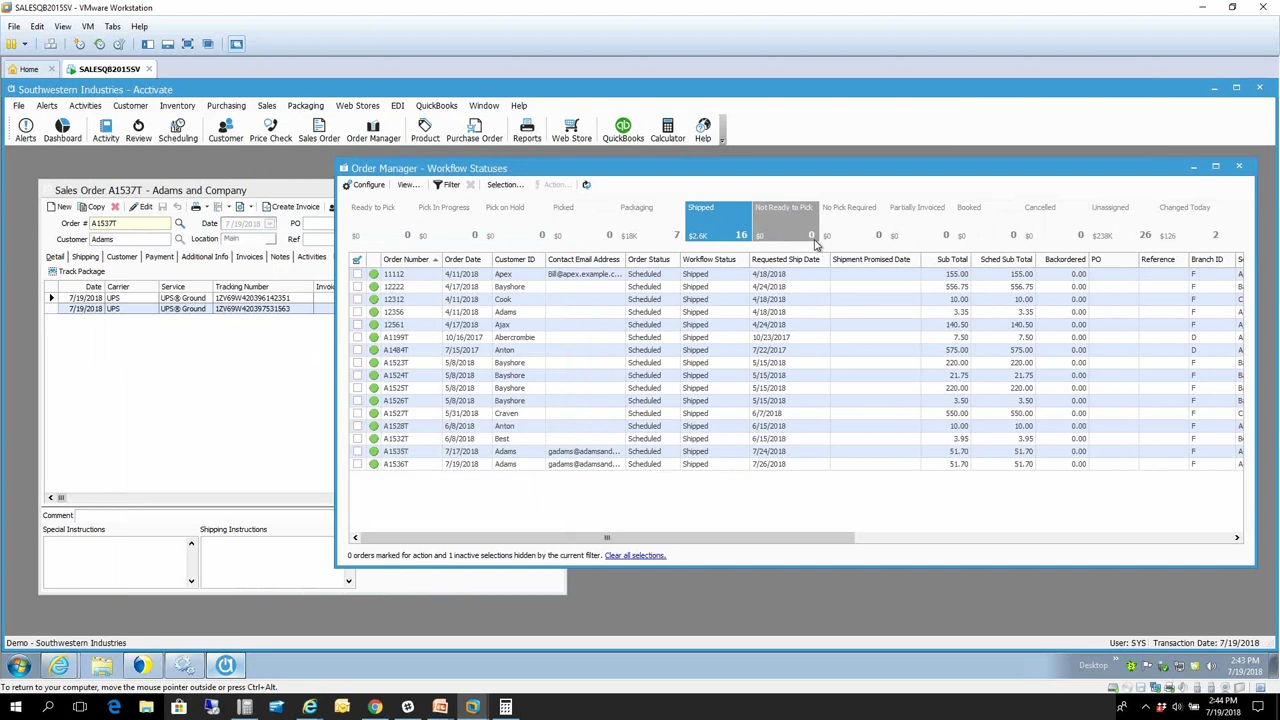 SALESQB2015SV - VMware Workstation
File Edit View VM Tabs Help
Home SALESQB2015SV
Southwestern Industries - Acctivate
File Alerts Activities Customer Inventory Purchasing Sales Packaging Web Stores EDI QuickBooks Window Help
Alerts Dashboard Activity Review Scheduling Customer Price Check Sales Order Order Manager Product Purchase Order Reports Web Store QuickBooks Calculator Help
Sales Order A1537T - Adams and Company
New Copy Edit Create Invoice
Order # A1537T Date 7/19/2018 PO
Customer Adams Location Main Ref
Detail Shipping Customer Payment Additional Info Invoices Notes Activities
Track Package
Date Carrier Service Tracking Number Invoi
7/19/2018 UPS UPS® Ground 1ZV69W420396142351
7/19/2018 UPS UPS® Ground 1ZV69W420397531563
Comment
Special Instructions Shipping Instructions
Order Manager - Workflow Statuses
Configure View... Filter Selection... Action...
Ready to Pick Pick In Progress Pick on Hold Picked Packaging Shipped Not Ready to Pick No Pick Required Partially Invoiced Booked Cancelled Unassigned Changed Today
$0 0 $0 0 $0 0 $0 0 $18K 7 $2.6K 16 $0 0 $0 0 $0 0 $0 0 $0 0 $238K 26 $126 2
Order Number Order Date Customer ID Contact Email Address Order Status Workflow Status Requested Ship Date Shipment Promised Date Sub Total Sched Sub Total Backordered PO Reference Branch ID S
11112 4/11/2018 Apex Bill@apex.example.c... Scheduled Shipped 4/18/2018 155.00 155.00 0.00 F A
12222 4/17/2018 Bayshore Scheduled Shipped 4/24/2018 556.75 556.75 0.00 F B
12312 4/11/2018 Cook Scheduled Shipped 4/18/2018 10.00 10.00 0.00 F C
12356 4/11/2018 Adams Scheduled Shipped 4/18/2018 3.35 3.35 0.00 F A
12561 4/17/2018 Ajax Scheduled Shipped 4/24/2018 140.50 140.50 0.00 F A
A1199T 10/16/2017 Abercrombie Scheduled Shipped 10/23/2017 7.50 7.50 0.00 D A
A1484T 7/15/2017 Anton Scheduled Shipped 7/22/2017 575.00 575.00 0.00 D A
A1523T 5/8/2018 Bayshore Scheduled Shipped 5/15/2018 220.00 220.00 0.00 F B
A1524T 5/8/2018 Bayshore Scheduled Shipped 5/15/2018 21.75 21.75 0.00 F B
A1525T 5/8/2018 Bayshore Scheduled Shipped 5/15/2018 220.00 220.00 0.00 F B
A1526T 5/8/2018 Bayshore Scheduled Shipped 5/15/2018 3.50 3.50 0.00 F B
A1527T 5/31/2018 Craven Scheduled Shipped 6/7/2018 550.00 550.00 0.00 F C
A1528T 6/8/2018 Anton Scheduled Shipped 6/15/2018 10.00 10.00 0.00 F A
A1532T 6/8/2018 Best Scheduled Shipped 6/15/2018 3.95 3.95 0.00 F B
A1535T 7/17/2018 Adams gadams@adamsand... Scheduled Shipped 7/24/2018 51.70 51.70 0.00 F A
A1536T 7/19/2018 Adams gadams@adamsand... Scheduled Shipped 7/26/2018 51.70 51.70 0.00 F A
0 orders marked for action and 1 inactive selections hidden by the current filter. Clear all selections.
Demo - Southwestern Industries User: SYS Transaction Date: 7/19/2018
Desktop 2:43 PM
7/19/2018
To return to your computer, move the mouse pointer outside or press Ctrl+Alt.
2:44 PM
7/19/2018